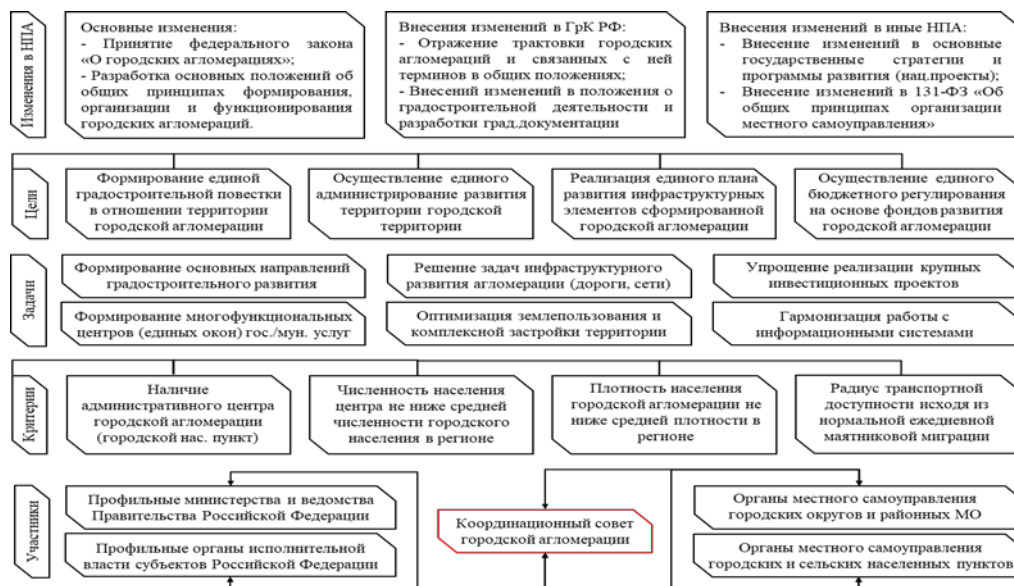 Изменения в НПА
Основные изменения:
- Принятие федерального закона
«О городских агломерациях»;
- Разработка основных положений об
общих принципах формирования,
организации и функционирования
городских агломераций.
Внесения изменений в ГрК РФ:
- Отражение трактовки городских
агломераций и связанных с ней
терминов в общих положениях;
- Внесений изменений в положения о
градостроительной деятельности и
разработки град.документации
Внесения изменений в иные НПА:
- Внесение изменений в основные
государственные стратегии и
программы развития (нац.проекты);
- Внесение изменений в 131-ФЗ «Об
общих принципах организации
местного самоуправления»
Цели
Формирование единой
градостроительной повестки
в отношении территории
городской агломерации
Осуществление единого
администрирование развития
территории городской
территории
Реализация единого плана
развития инфраструктурных
элементов сформированной
городской агломерации
Осуществление единого
бюджетного регулирования
на основе фондов развития
городской агломерации
Задачи
Формирование основных направлений
градостроительного развития
Решение задач инфраструктурного
развития агломерации (дороги, сети)
Упрощение реализации крупных
инвестиционных проектов
Формирование многофункциональных
центров (единых окон) гос./мун. услуг
Оптимизация землепользования и
комплексной застройки территории
Гармонизация работы с
информационными системами
Критерии
Наличие
административного центра
городской агломерации
(городской нас. пункт)
Численность населения
центра не ниже средней
численности городского
населения в регионе
Плотность населения
городской агломерации не
ниже средней плотности в
регионе
Радиус транспортной
доступности исходя из
нормальной ежедневной
маятниковой миграции
Участники
Профильные министерства и ведомства
Правительства Российской Федерации
Профильные органы исполнительной
власти субъектов Российской Федерации
Координационный совет
городской агломерации
Органы местного самоуправления
городских округов и районных МО
Органы местного самоуправления
городских и сельских населенных пунктов